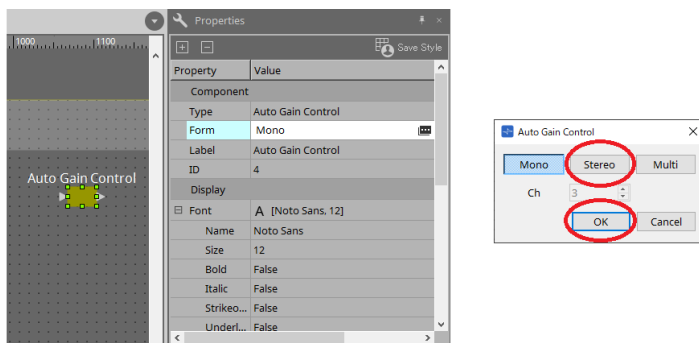 1000 1100
Auto Gain Control
Properties
Save Style
Property Value
Component
Type Auto Gain Control
Form Mono
Label Auto Gain Control
ID 4
Display
Font A [Noto Sans, 12]
Name Noto Sans
Size 12
Bold False
Italic False
Strikeo... False
Underl... False
Auto Gain Control
Mono Stereo Multi
Ch 3
OK Cancel